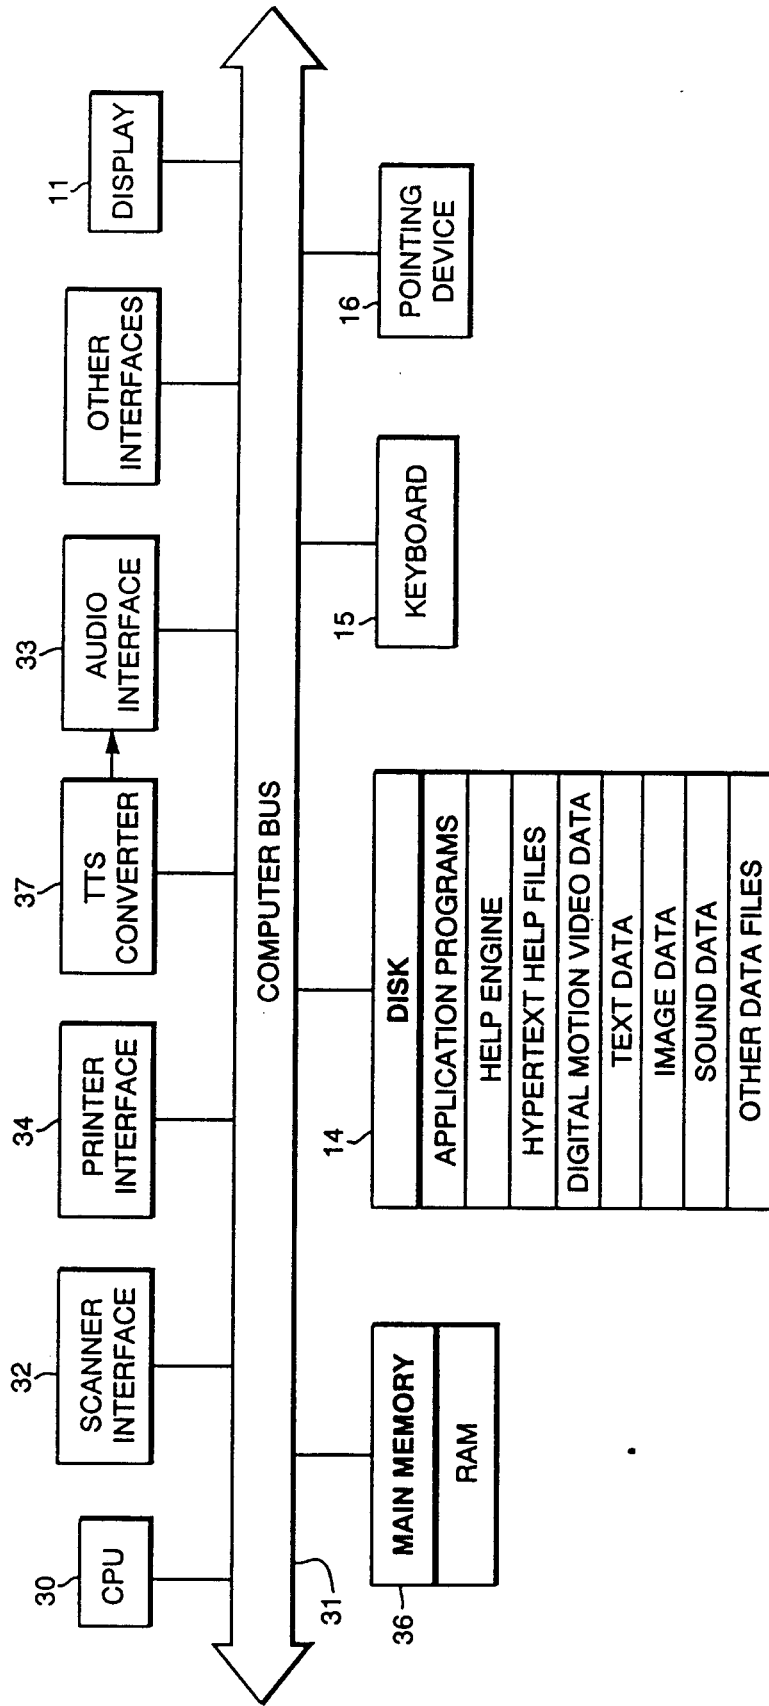 30
CPU
32
SCANNER
INTERFACE
34
PRINTER
INTERFACE
37
TTS
CONVERTER
33
AUDIO
INTERFACE
OTHER
INTERFACES
11
DISPLAY
COMPUTER BUS
31
36
MAIN MEMORY
RAM
14
DISK
APPLICATION PROGRAMS
HELP ENGINE
HYPERTEXT HELP FILES
DIGITAL MOTION VIDEO DATA
TEXT DATA
IMAGE DATA
SOUND DATA
OTHER DATA FILES
15
KEYBOARD
16
POINTING
DEVICE